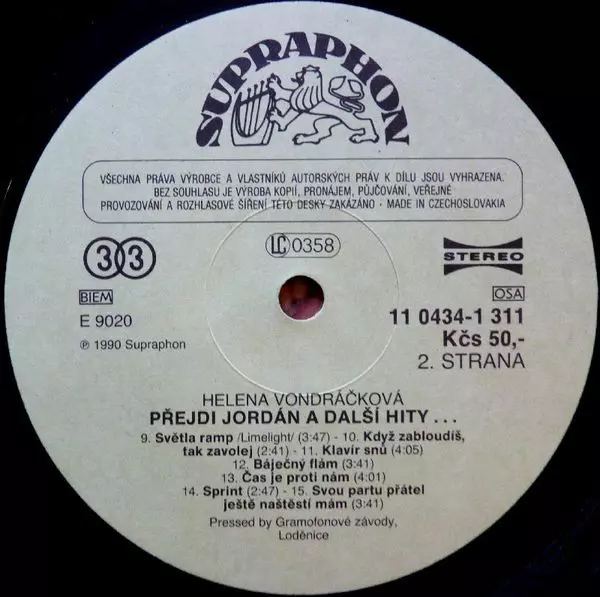 SUPRAPHON
VŠECHNA PRÁVA VÝROBCE A VLASTNÍKŮ AUTORSKÝCH PRÁV K DÍLU JSOU VYHRAZENA.
BEZ SOUHLASU JE VÝROBA KOPIÍ, PRONÁJEM, PŮJČOVÁNÍ, VEŘEJNÉ
PROVOZOVÁNÍ A ROZHLASOVÉ ŠÍŘENÍ TÉTO DESKY ZAKÁZÁNO · MADE IN CZECHOSLOVAKIA
33
LC 0358
STEREO
BIEM
OSA
E 9020
11 0434-1 311
Kčs 50,-
℗ 1990 Supraphon
2. STRANA
HELENA VONDRÁČKOVÁ
PŘEJDI JORDÁN A DALŠÍ HITY . . .
9. Světla ramp /Limelight/ (3:47) - 10. Když zabloudíš,
tak zavolej (2:41) - 11. Klavír snů (4:05)
12. Báječný flám (3:41)
13. Čas je proti nám (4:01)
14. Sprint (2:47) - 15. Svou partu přátel
ještě naštěstí mám (3:41)
Pressed by Gramofonové závody,
Loděnice